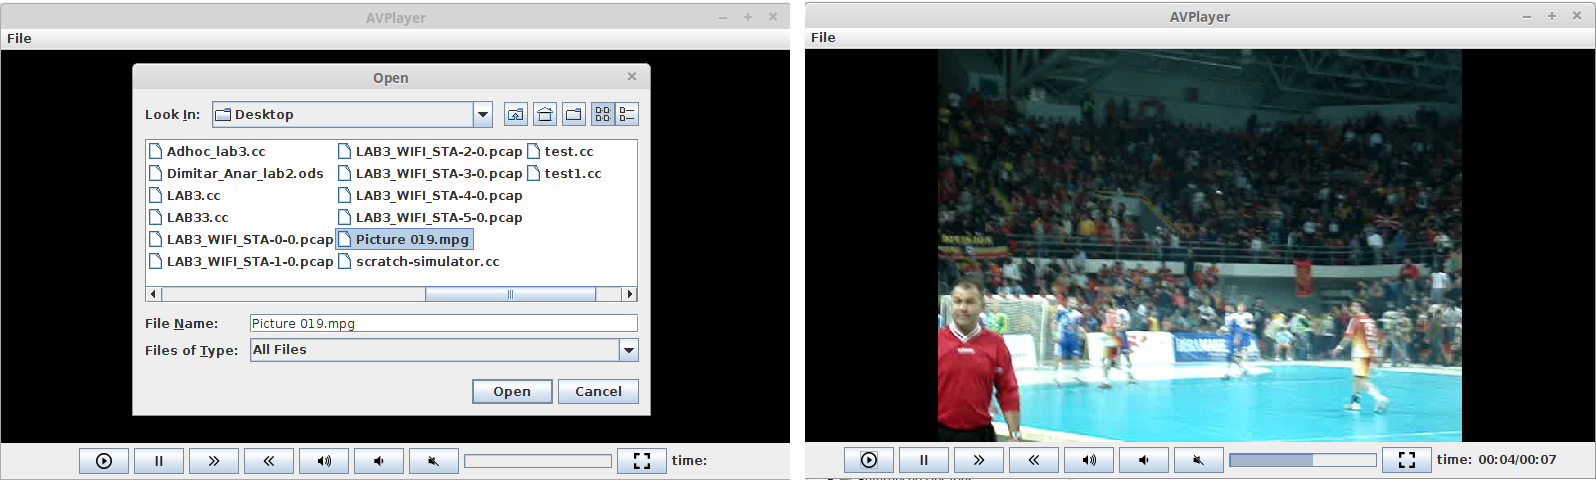 AVPlayer
File
Open
Look In:
Desktop
Adhoc_lab3.cc
Dimitar_Anar_lab2.ods
LAB3.cc
LAB33.cc
LAB3_WIFI_STA-0-0.pcap
LAB3_WIFI_STA-1-0.pcap
LAB3_WIFI_STA-2-0.pcap
LAB3_WIFI_STA-3-0.pcap
LAB3_WIFI_STA-4-0.pcap
LAB3_WIFI_STA-5-0.pcap
Picture 019.mpg
scratch-simulator.cc
test.cc
test1.cc
File Name: Picture 019.mpg
Files of Type: All Files
Open Cancel
time:
AVPlayer
File
DIVISION
time: 00:04/00:07